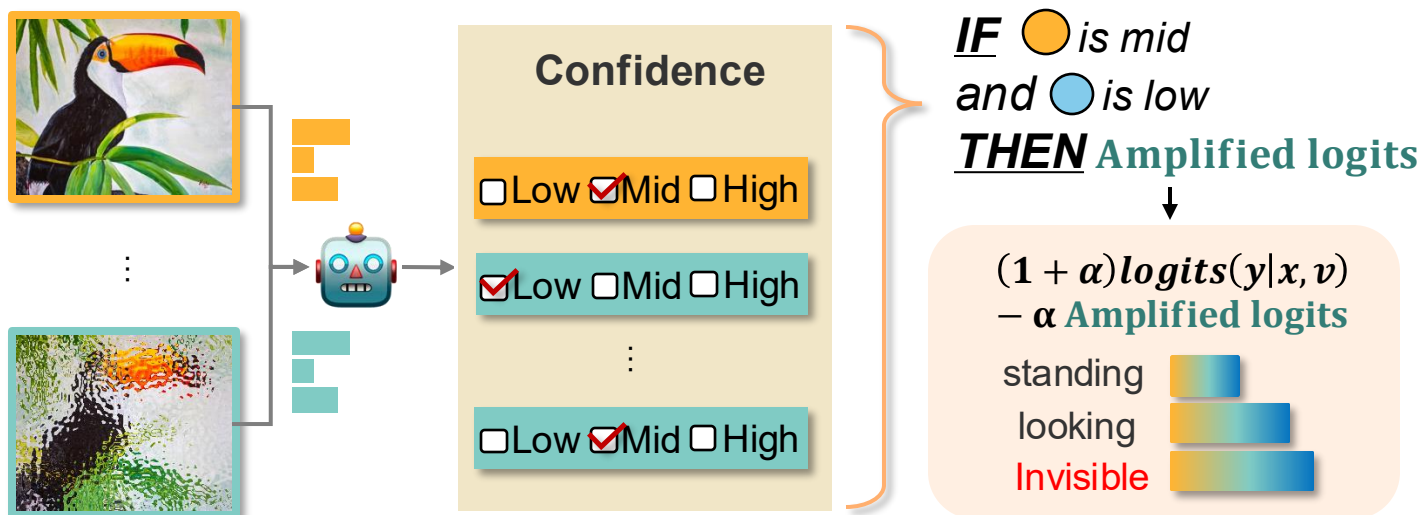 Confidence
Low Mid High
Low Mid High
⋮
Low Mid High
IF is mid
and is low
THEN Amplified logits
(1 + α)logits(y|x, v)
− α Amplified logits
standing
looking
Invisible